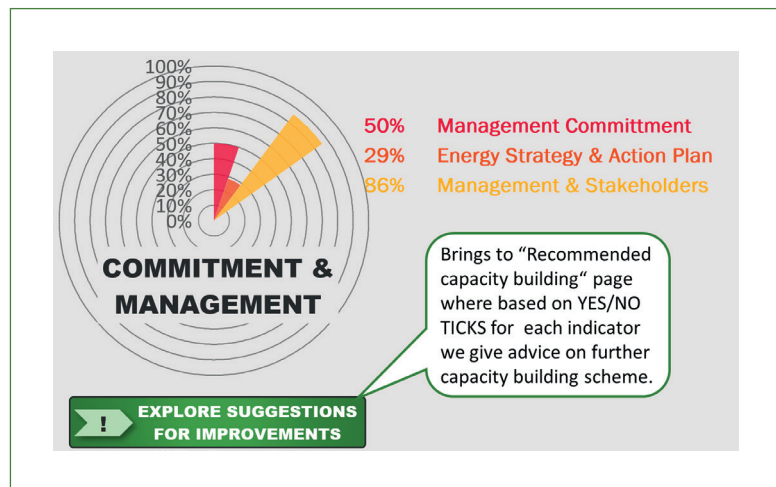 100%
90%
80%
70%
60%
50%
40%
30%
20%
10%
0%
COMMITMENT &
MANAGEMENT
50% Management Committment
29% Energy Strategy & Action Plan
86% Management & Stakeholders
Brings to “Recommended
capacity building“ page
where based on YES/NO
TICKS for each indicator
we give advice on further
capacity building scheme.
! EXPLORE SUGGESTIONS
FOR IMPROVEMENTS